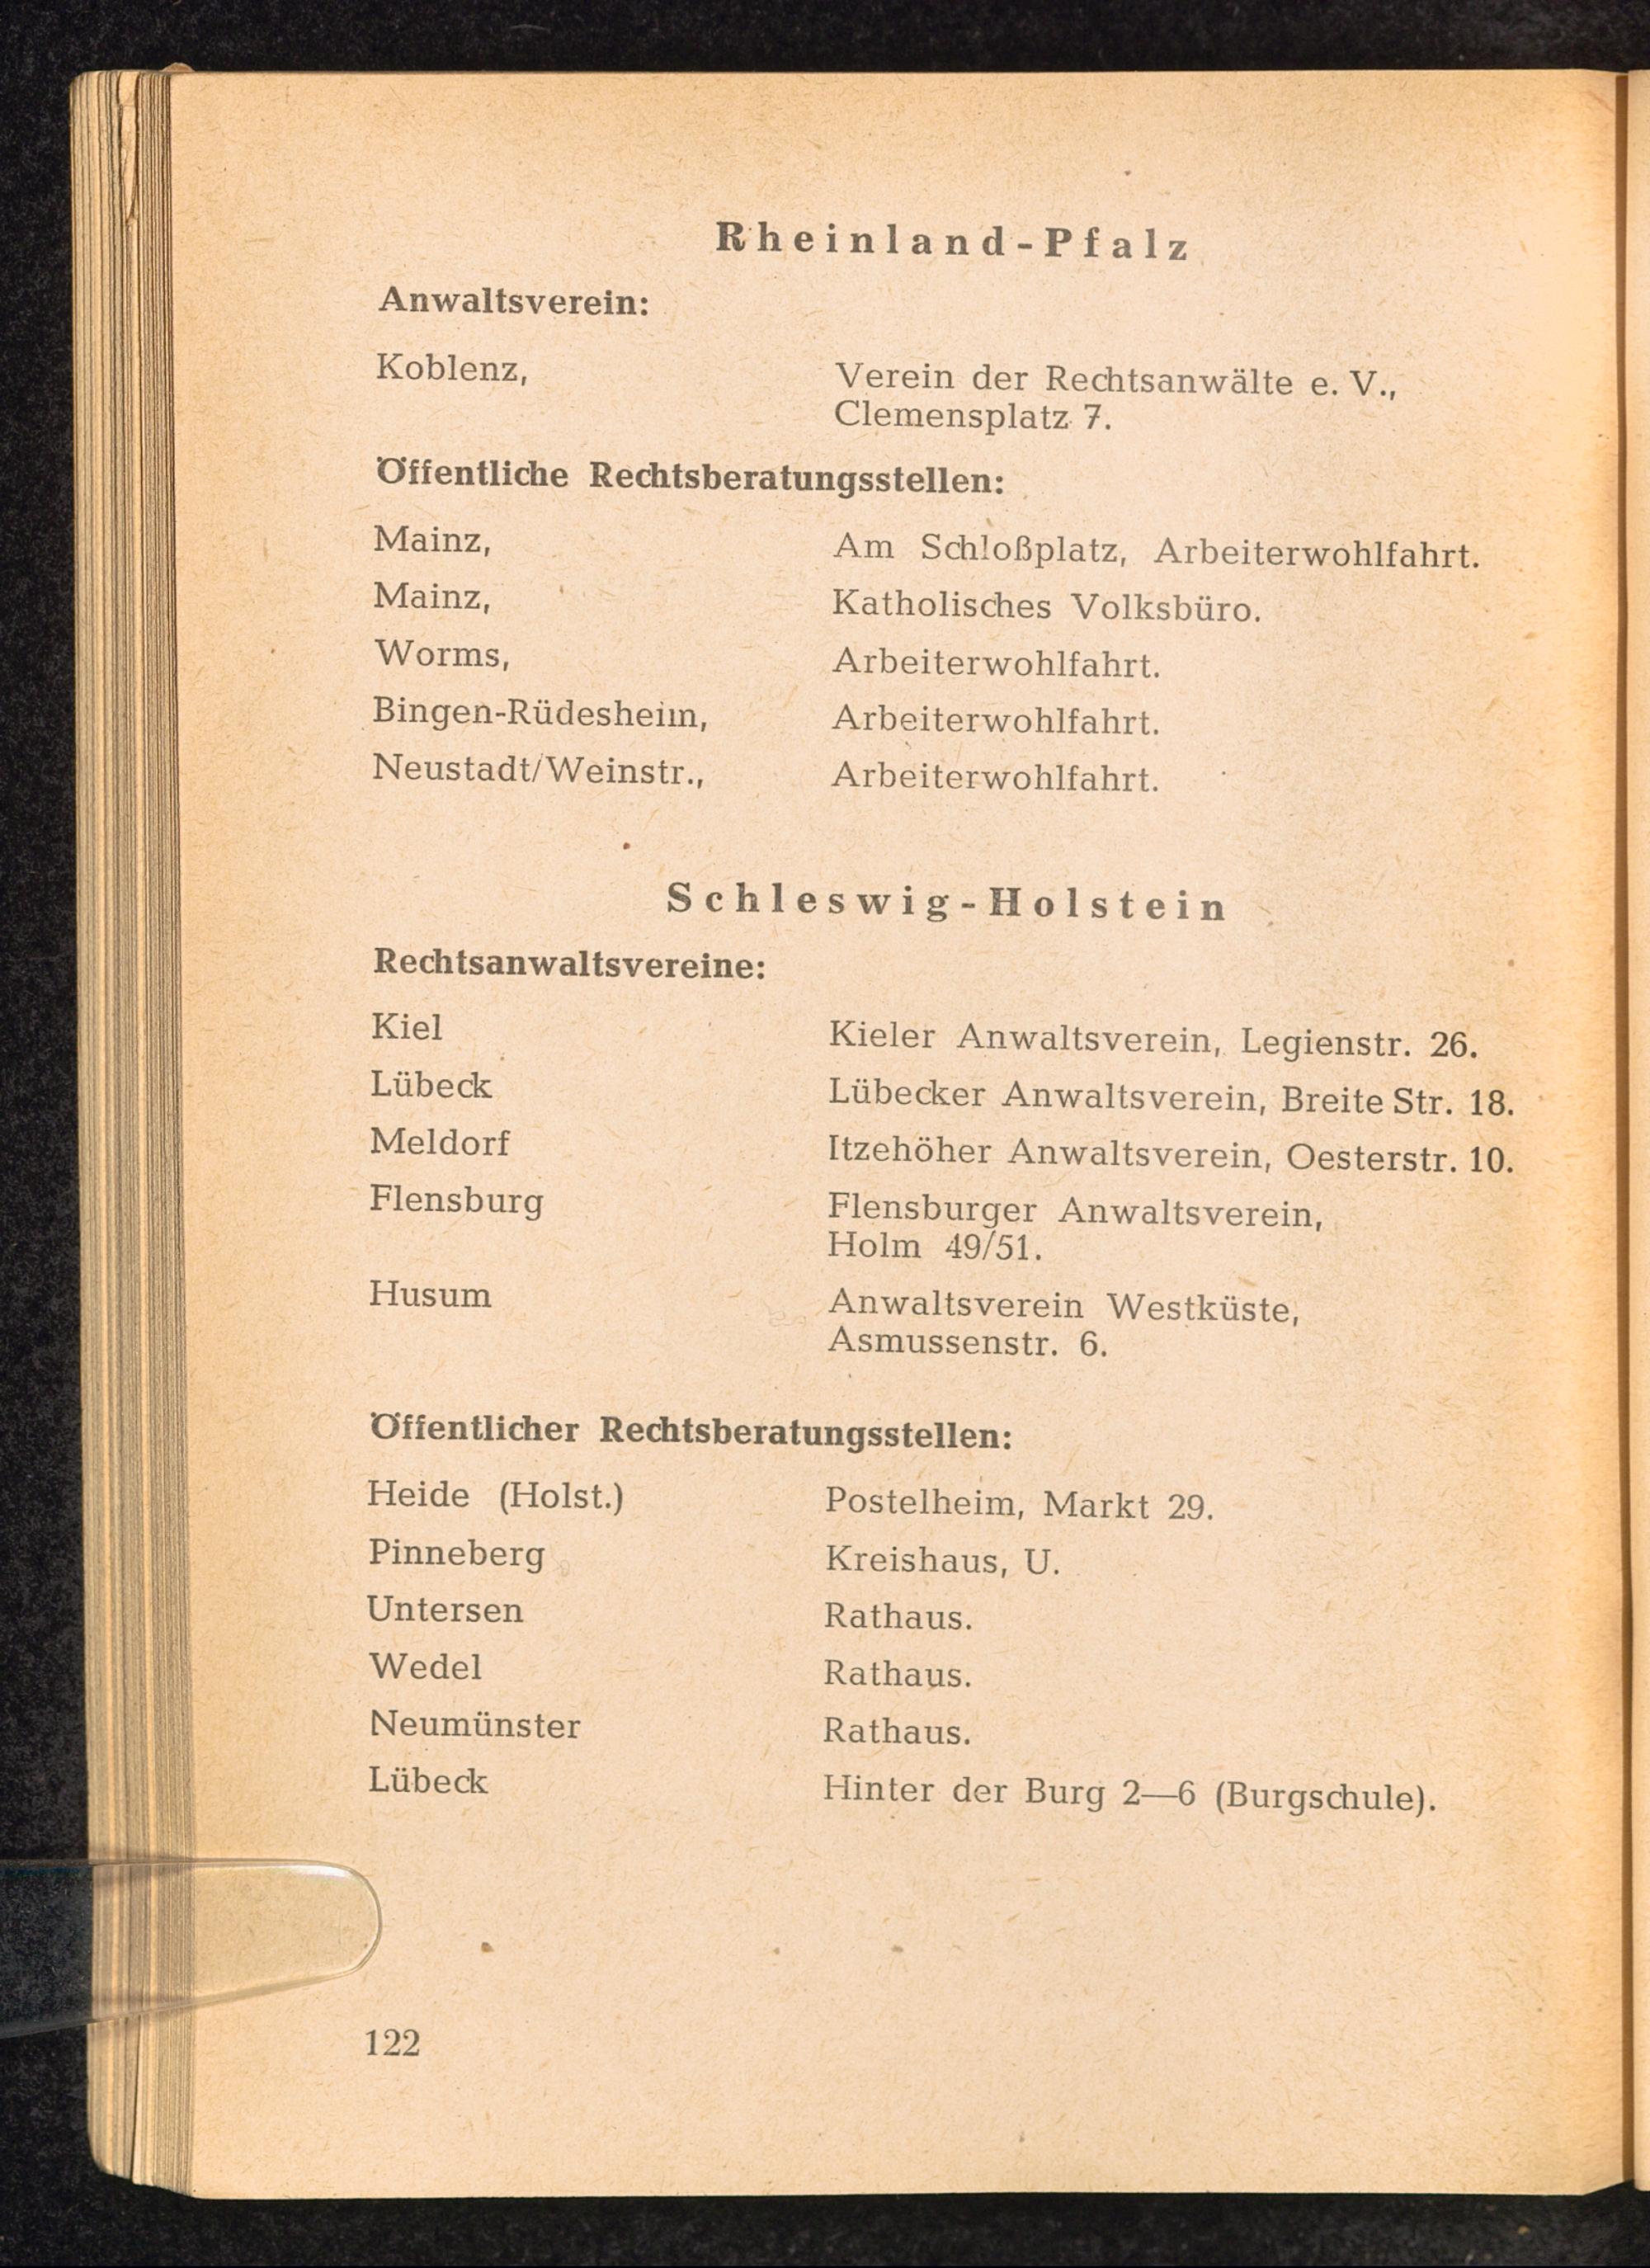 Rheinland-Pfalz
Anwaltsverein:
Koblenz, Verein der Rechtsanwälte e. V.,
Clemensplatz 7.
Öffentliche Rechtsberatungsstellen:
Mainz, Am Schloßplatz, Arbeiterwohlfahrt.
Mainz, Katholisches Volksbüro.
Worms, Arbeiterwohlfahrt.
Bingen-Rüdesheim, Arbeiterwohlfahrt.
Neustadt/Weinstr., Arbeiterwohlfahrt.
Schleswig-Holstein
Rechtsanwaltsvereine:
Kiel Kieler Anwaltsverein, Legienstr. 26.
Lübeck Lübecker Anwaltsverein, Breite Str. 18.
Meldorf Itzehöher Anwaltsverein, Oesterstr. 10.
Flensburg Flensburger Anwaltsverein,
Holm 49/51.
Husum Anwaltsverein Westküste,
Asmussenstr. 6.
Öffentlicher Rechtsberatungsstellen:
Heide (Holst.) Postelheim, Markt 29.
Pinneberg Kreishaus, U.
Untersen Rathaus.
Wedel Rathaus.
Neumünster Rathaus.
Lübeck Hinter der Burg 2—6 (Burgschule).
122